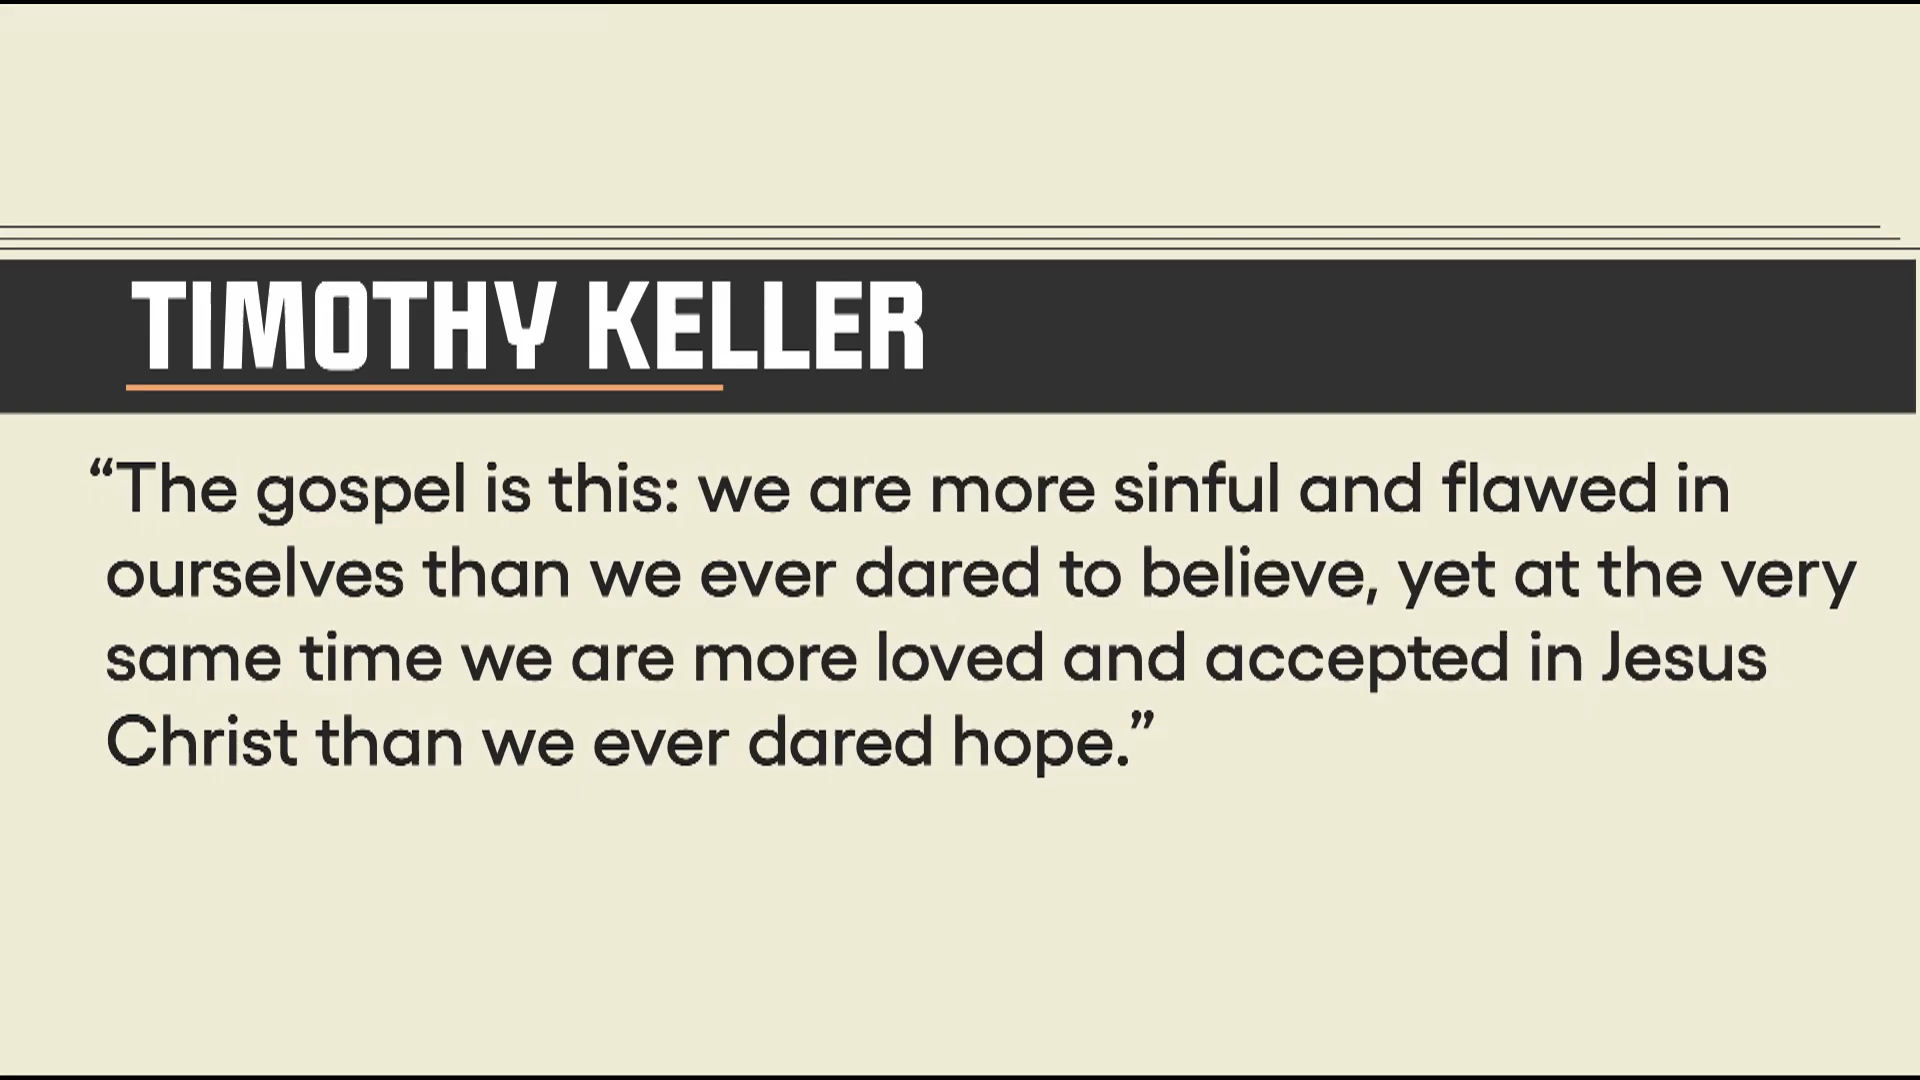 TIMOTHY KELLER
“The gospel is this: we are more sinful and flawed in
ourselves than we ever dared to believe, yet at the very
same time we are more loved and accepted in Jesus
Christ than we ever dared hope.”